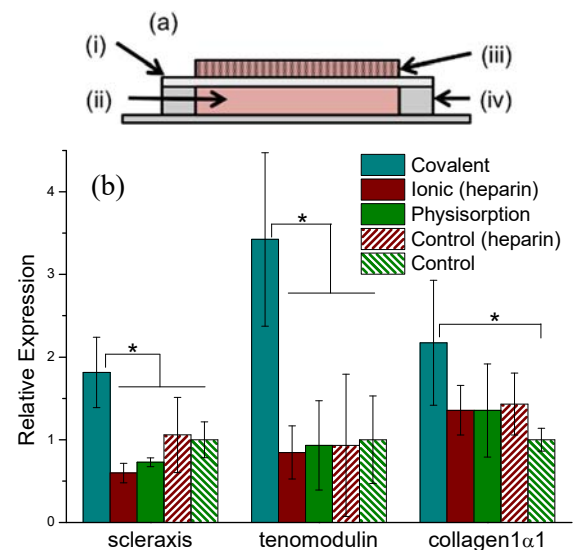 (a)
(i)
(iii)
(ii)
(iv)
(b)
Covalent
Ionic (heparin)
Physisorption
Control (heparin)
Control
*
*
*
4
3
2
1
0
Relative Expression
scleraxis
tenomodulin
collagen1α1